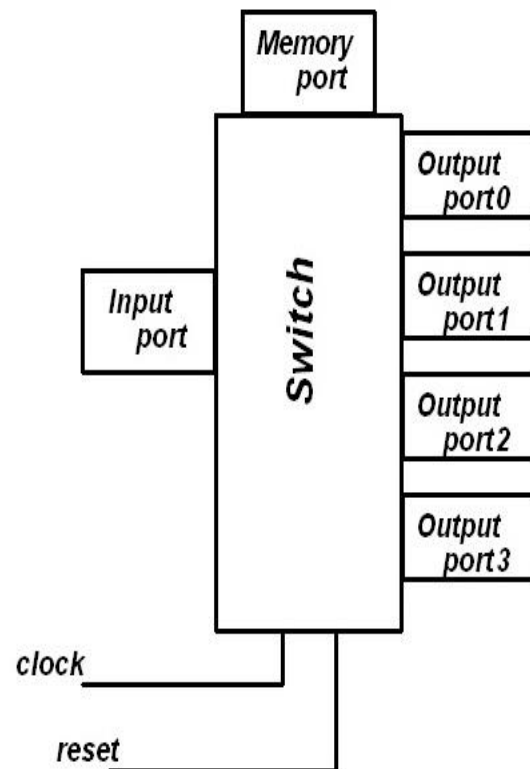 Memory
port
Output
port0
Output
port1
Input
port
Switch
Output
port2
Output
port3
clock
reset